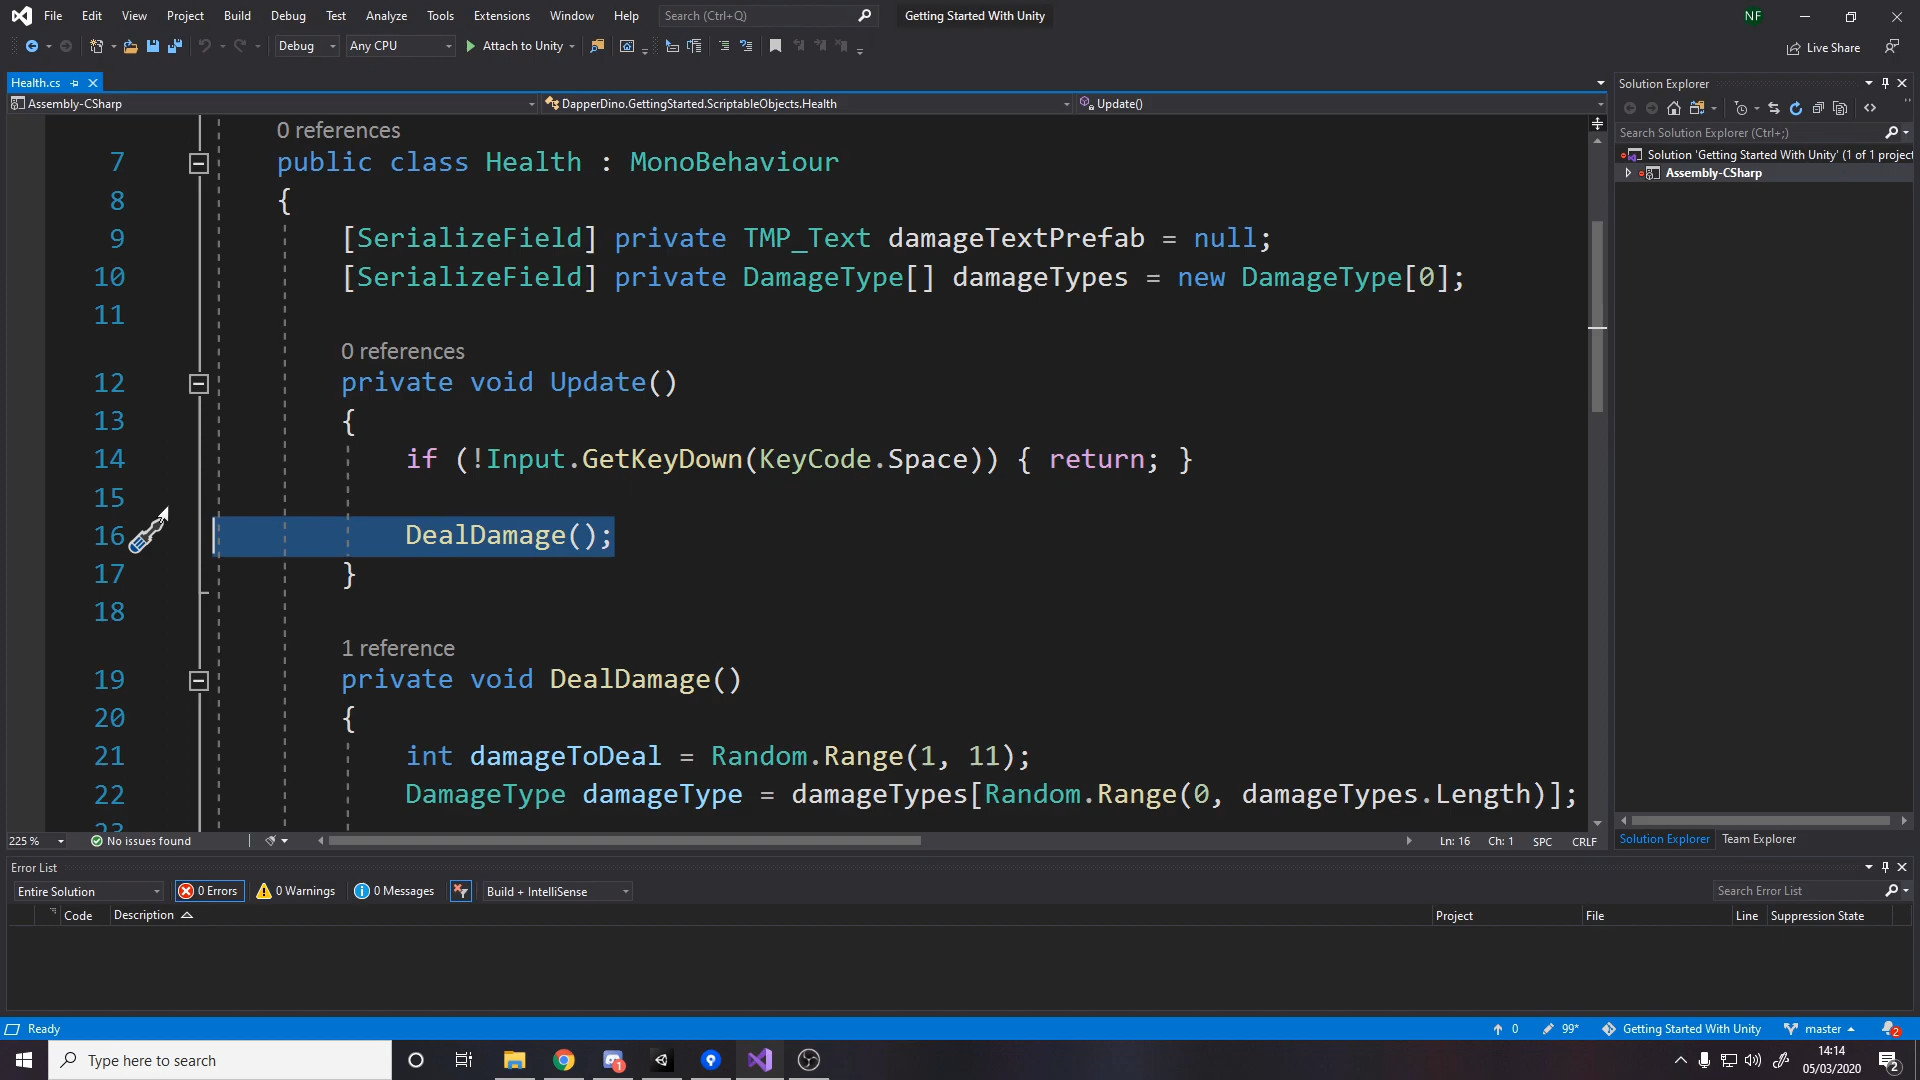 File Edit View Project Build Debug Test Analyze Tools Extensions Window Help Search (Ctrl+Q) Getting Started With Unity NF
Debug Any CPU Attach to Unity Live Share
Health.cs
Assembly-CSharp DapperDino.GettingStarted.ScriptableObjects.Health Update()
0 references
7 public class Health : MonoBehaviour
8 {
9 [SerializeField] private TMP_Text damageTextPrefab = null;
10 [SerializeField] private DamageType[] damageTypes = new DamageType[0];
11
0 references
12 private void Update()
13 {
14 if (!Input.GetKeyDown(KeyCode.Space)) { return; }
15
16 DealDamage();
17 }
18
1 reference
19 private void DealDamage()
20 {
21 int damageToDeal = Random.Range(1, 11);
22 DamageType damageType = damageTypes[Random.Range(0, damageTypes.Length)];
225 % No issues found Ln: 16 Ch: 1 SPC CRLF
Solution Explorer
Search Solution Explorer (Ctrl+;)
Solution 'Getting Started With Unity' (1 of 1 project
Assembly-CSharp
Solution Explorer Team Explorer
Error List
Entire Solution 0 Errors 0 Warnings 0 Messages Build + IntelliSense Search Error List
Code Description Project File Line Suppression State
Ready 0 99* Getting Started With Unity master 2
Type here to search 1 14:14
05/03/2020 2